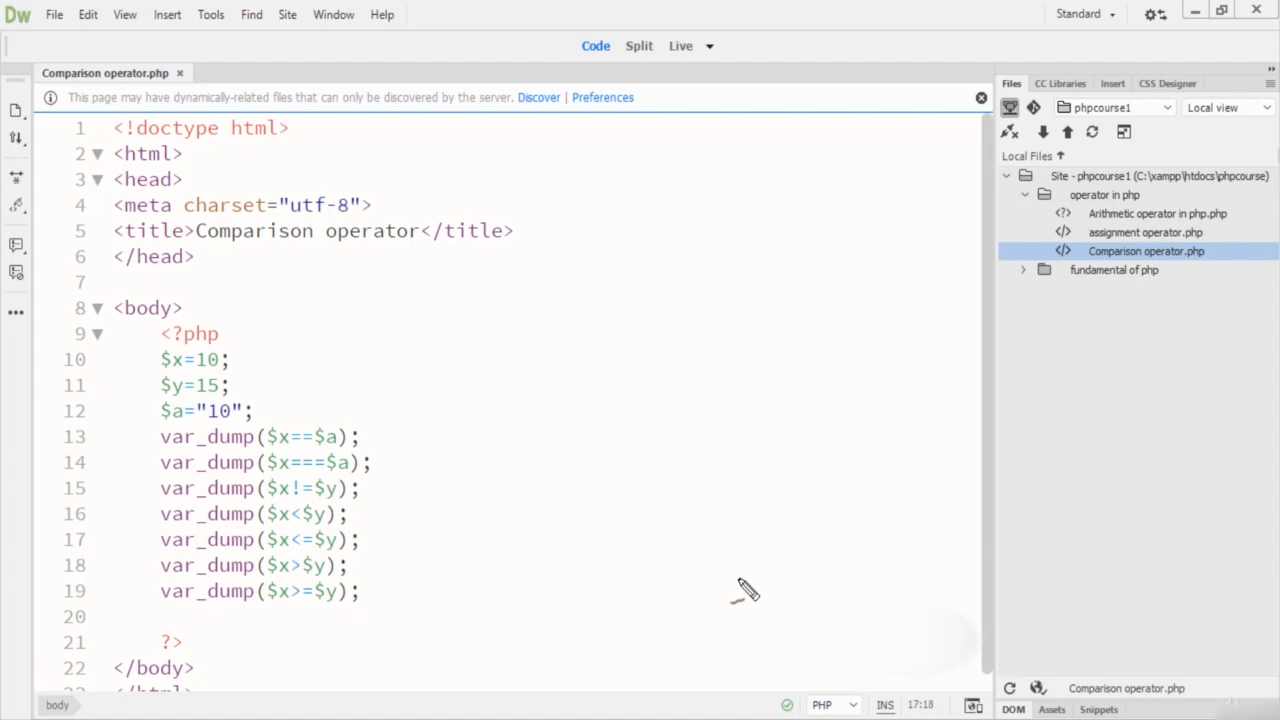 Dw File Edit View Insert Tools Find Site Window Help Standard
Code Split Live
Comparison operator.php ×
This page may have dynamically-related files that can only be discovered by the server. Discover | Preferences
1 <!doctype html>
2 <html>
3 <head>
4 <meta charset="utf-8">
5 <title>Comparison operator</title>
6 </head>
7
8 <body>
9 <?php
10 $x=10;
11 $y=15;
12 $a="10";
13 var_dump($x==$a);
14 var_dump($x===$a);
15 var_dump($x!=$y);
16 var_dump($x<$y);
17 var_dump($x<=$y);
18 var_dump($x>$y);
19 var_dump($x>=$y);
20
21 ?>
22 </body>
23 </html>
body PHP INS 17:18
Files CC Libraries Insert CSS Designer
phpcourse1 Local view
Local Files
Site - phpcourse1 (C:\xampp\htdocs\phpcourse)
operator in php
<?> Arithmetic operator in php.php
</> assignment operator.php
</> Comparison operator.php
fundamental of php
Comparison operator.php
DOM Assets Snippets